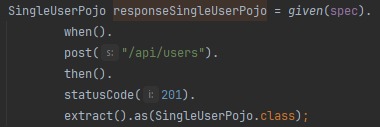 SingleUserPojo responseSingleUserPojo = given(spec).
when().
post( s: "/api/users").
then().
statusCode( i: 201).
extract().as(SingleUserPojo.class);